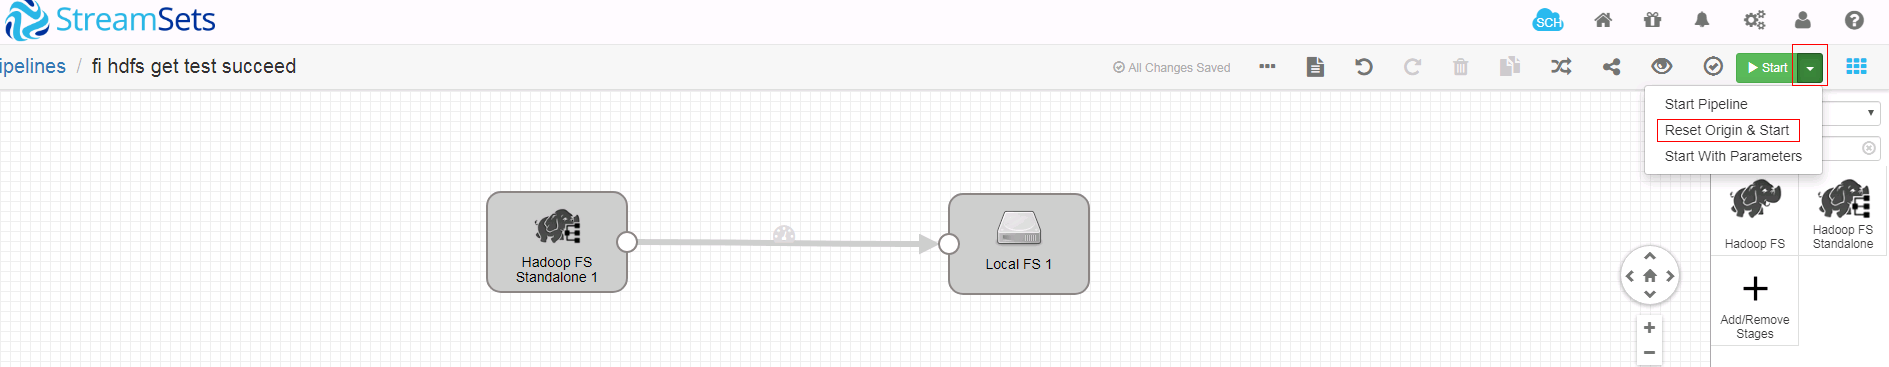 StreamSets
SCH
ipelines / fi hdfs get test succeed
All Changes Saved
Start
Start Pipeline
Reset Origin & Start
Start With Parameters
Hadoop FS
Standalone 1
Local FS 1
Hadoop FS
Hadoop FS
Standalone
Add/Remove
Stages